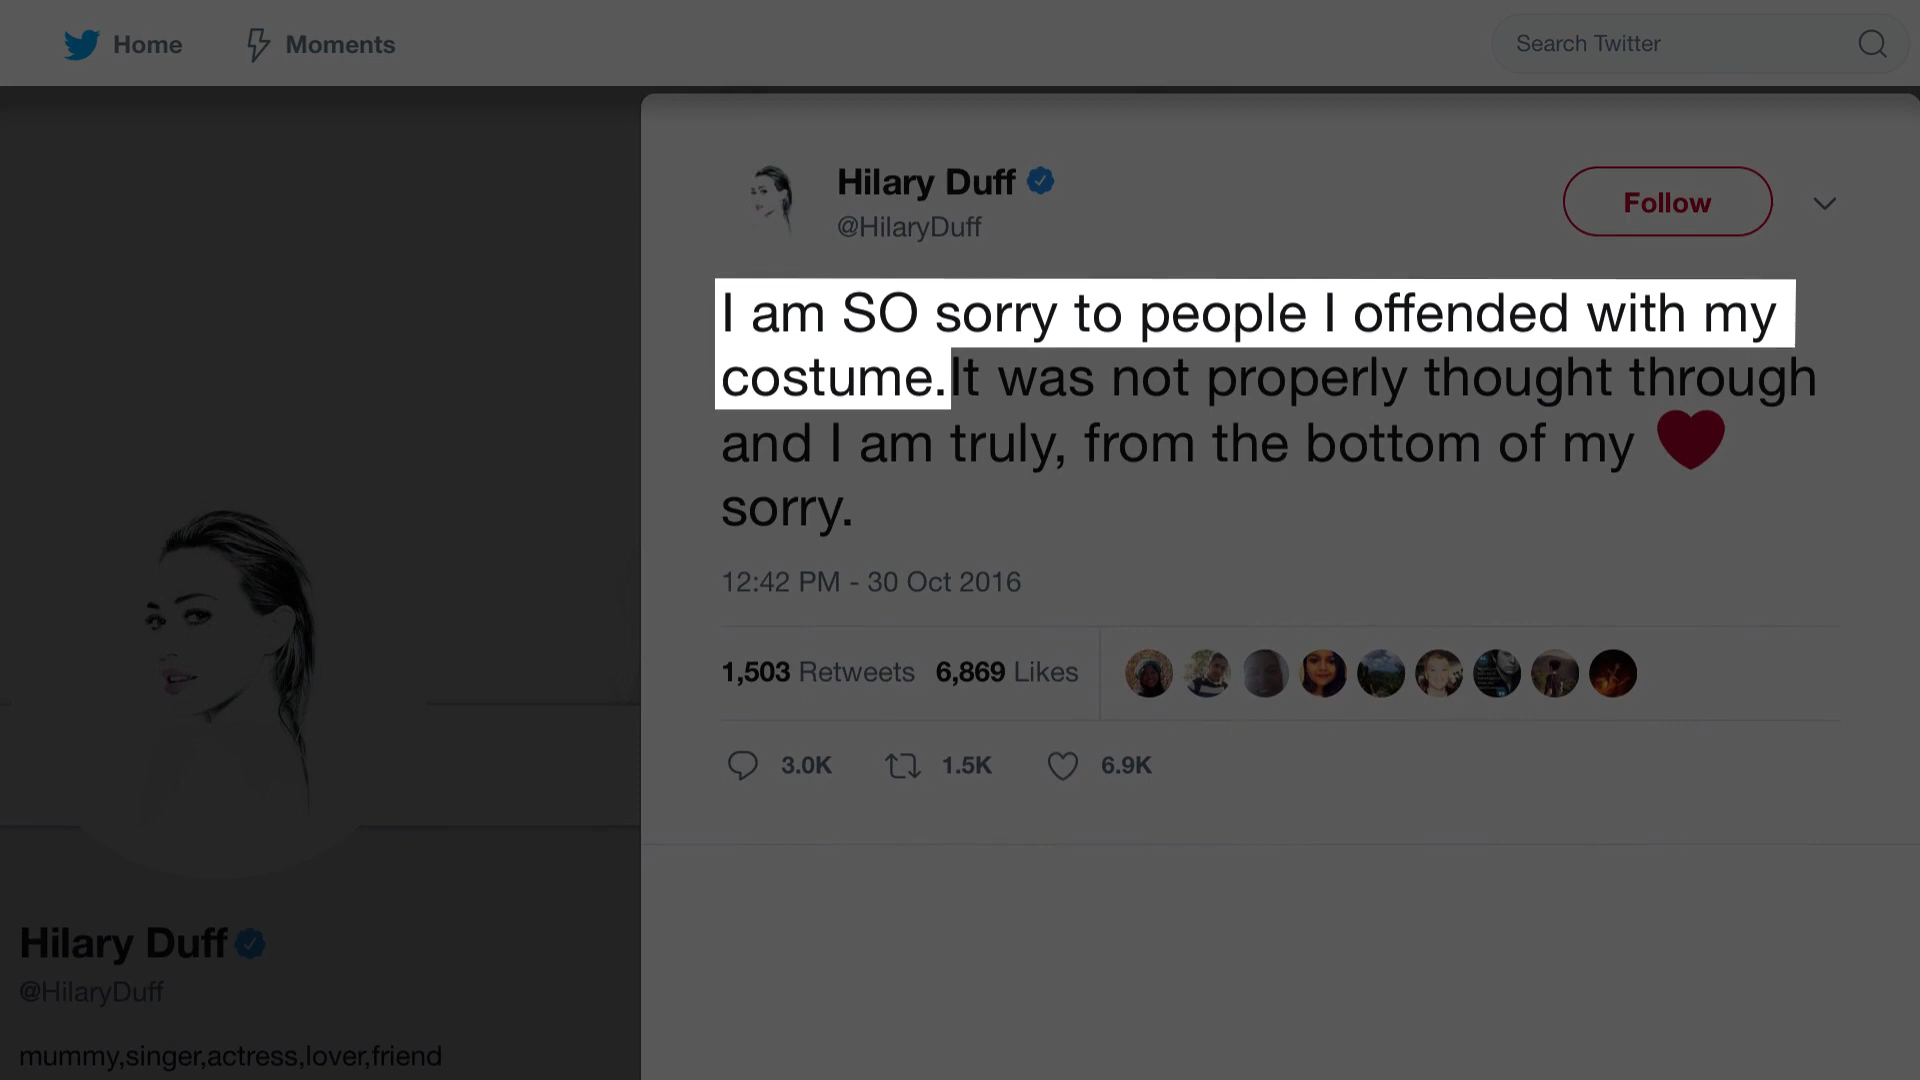 Home Moments Search Twitter
Hilary Duff
@HilaryDuff
Follow
I am SO sorry to people I offended with my
costume.It was not properly thought through
and I am truly, from the bottom of my ❤
sorry.
12:42 PM - 30 Oct 2016
1,503 Retweets 6,869 Likes
3.0K 1.5K 6.9K
Hilary Duff
@HilaryDuff
mummy,singer,actress,lover,friend